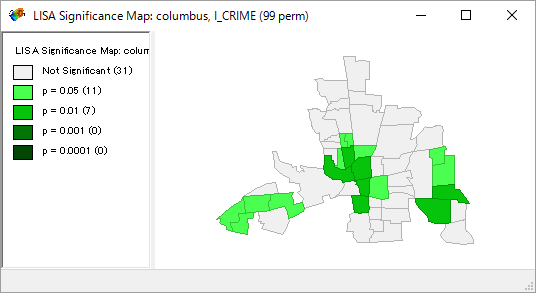 LISA Significance Map: columbus, I_CRIME (99 perm)
LISA Significance Map: colum
Not Significant (31)
p = 0.05 (11)
p = 0.01 (7)
p = 0.001 (0)
p = 0.0001 (0)